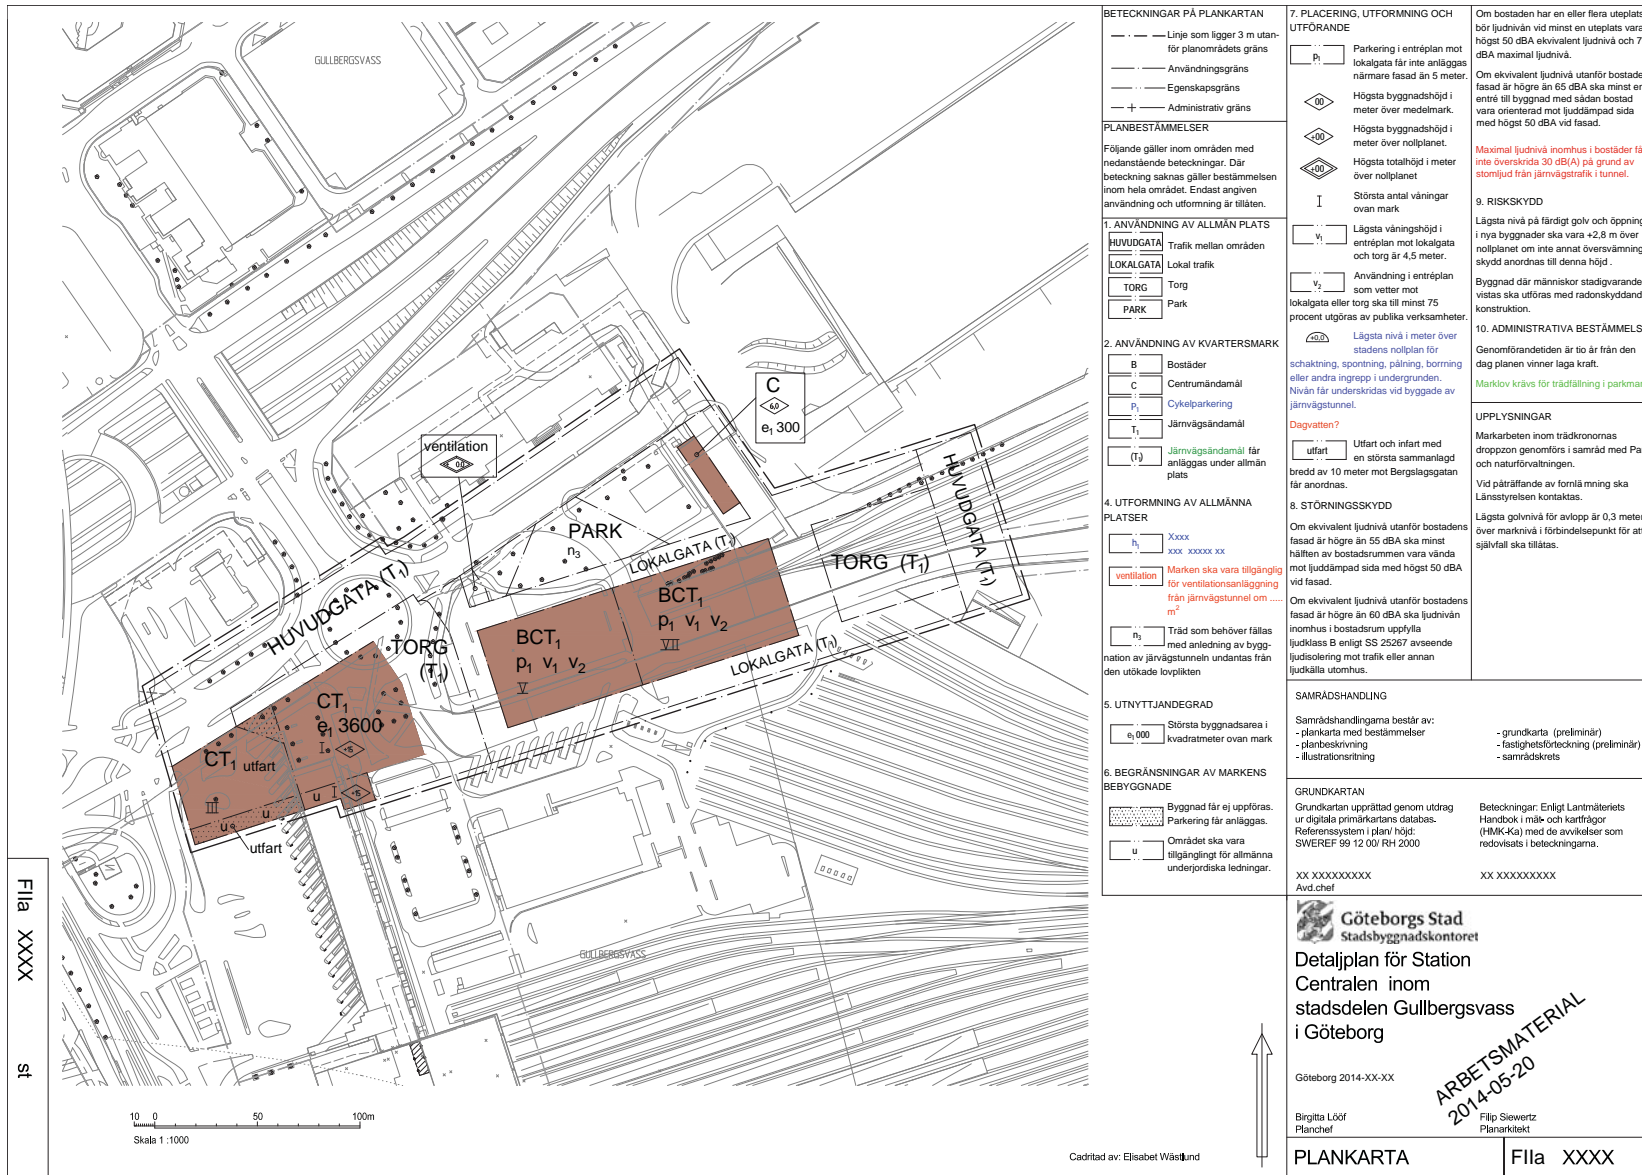 GULLBERGSVASS
ventilation
00
C
60
e1 300
PARK
n3
LOKALGATA (T1)
HUVUDGATA (T1)
TORG (T1)
HUVUDGATA (T1)
TORG
(T1)
BCT1
p1 v1 v2
VII
BCT1
p1 v1 v2
V
LOKALGATA (T1)
CT1
e1 3600
I +15
CT1 utfart
III
u I +15
u
u
utfart
GULLBERGSVASS
FIIa XXXX st
10 0 50 100m
Skala 1 :1000
Cadritad av: Elisabet Wästlund
BETECKNINGAR PÅ PLANKARTAN
Linje som ligger 3 m utan-
för planområdets gräns
Användningsgräns
Egenskapsgräns
Administrativ gräns
PLANBESTÄMMELSER
Följande gäller inom områden med
nedanstående beteckningar. Där
beteckning saknas gäller bestämmelsen
inom hela området. Endast angiven
användning och utformning är tillåten.
1. ANVÄNDNING AV ALLMÄN PLATS
HUVUDGATA Trafik mellan områden
LOKALGATA Lokal trafik
TORG Torg
PARK Park
2. ANVÄNDNING AV KVARTERSMARK
B Bostäder
C Centrumändamål
P1 Cykelparkering
T1 Järnvägsändamål
(T1) Järnvägsändamål får
anläggas under allmän
plats
4. UTFORMNING AV ALLMÄNNA
PLATSER
h1 Xxxx
xxx xxxxx xx
ventilation Marken ska vara tillgänglig
för ventilationsanläggning
från järnvägstunnel om .....
m2
n3 Träd som behöver fällas
med anledning av bygg-
nation av järvägstunneln undantas från
den utökade lovplikten
5. UTNYTTJANDEGRAD
e1 000 Största byggnadsarea i
kvadratmeter ovan mark
6. BEGRÄNSNINGAR AV MARKENS
BEBYGGNADE
Byggnad får ej uppföras.
Parkering får anläggas.
u Området ska vara
tillgänglingt för allmänna
underjordiska ledningar.
7. PLACERING, UTFORMNING OCH
UTFÖRANDE
p1 Parkering i entréplan mot
lokalgata får inte anläggas
närmare fasad än 5 meter.
00 Högsta byggnadshöjd i
meter över medelmark.
+00 Högsta byggnadshöjd i
meter över nollplanet.
+00 Högsta totalhöjd i meter
över nollplanet
I Största antal våningar
ovan mark
v1 Lägsta våningshöjd i
entréplan mot lokalgata
och torg är 4,5 meter.
v2 Användning i entréplan
som vetter mot
lokalgata eller torg ska till minst 75
procent utgöras av publika verksamheter.
+0,0 Lägsta nivå i meter över
stadens nollplan för
schaktning, spontning, pålning, borrning
eller andra ingrepp i undergrunden.
Nivån får underskridas vid byggade av
järnvägstunnel.
Dagvatten?
utfart Utfart och infart med
en största sammanlagd
bredd av 10 meter mot Bergslagsgatan
får anordnas.
8. STÖRNINGSSKYDD
Om ekvivalent ljudnivå utanför bostadens
fasad är högre än 55 dBA ska minst
hälften av bostadsrummen vara vända
mot ljuddämpad sida med högst 50 dBA
vid fasad.
Om ekvivalent ljudnivå utanför bostadens
fasad är högre än 60 dBA ska ljudnivån
inomhus i bostadsrum uppfylla
ljudklass B enligt SS 25267 avseende
ljudisolering mot trafik eller annan
ljudkälla utomhus.
Om bostaden har en eller flera uteplats
bör ljudnivån vid minst en uteplats vara
högst 50 dBA ekvivalent ljudnivå och 7
dBA maximal ljudnivå.
Om ekvivalent ljudnivå utanför bostade
fasad är högre än 65 dBA ska minst en
entré till byggnad med sådan bostad
vara orienterad mot ljuddämpad sida
med högst 50 dBA vid fasad.
Maximal ljudnivå inomhus i bostäder få
inte överskrida 30 dB(A) på grund av
stomljud från järnvägstrafik i tunnel.
9. RISKSKYDD
Lägsta nivå på färdigt golv och öppning
i nya byggnader ska vara +2,8 m över
nollplanet om inte annat översvämning
skydd anordnas till denna höjd .
Byggnad där människor stadigvarande
vistas ska utföras med radonskyddand
konstruktion.
10. ADMINISTRATIVA BESTÄMMELS
Genomförandetiden är tio år från den
dag planen vinner laga kraft.
Marklov krävs för trädfällning i parkmar
UPPLYSNINGAR
Markarbeten inom trädkronornas
droppzon genomförs i samråd med Pa
och naturförvaltningen.
Vid påträffande av fornlämning ska
Länsstyrelsen kontaktas.
Lägsta golvnivå för avlopp är 0,3 meter
över marknivå i förbindelsepunkt för att
självfall ska tillåtas.
SAMRÅDSHANDLING
Samrådshandlingarna består av:
- plankarta med bestämmelser
- planbeskrivning
- illustrationsritning
- grundkarta (preliminär)
- fastighetsförteckning (preliminär)
- samrådskrets
GRUNDKARTAN
Grundkartan upprättad genom utdrag
ur digitala primärkartans databas.
Referenssystem i plan/ höjd:
SWEREF 99 12 00/ RH 2000
Beteckningar: Enligt Lantmäteriets
Handbok i mät- och kartfrågor
(HMK-Ka) med de avvikelser som
redovisats i beteckningarna.
XX XXXXXXXXX
Avd.chef
XX XXXXXXXXX
Göteborgs Stad
Stadsbyggnadskontoret
Detaljplan för Station
Centralen inom
stadsdelen Gullbergsvass
i Göteborg
ARBETSMATERIAL
2014-05-20
Göteborg 2014-XX-XX
Birgitta Lööf
Planchef
Filip Siewertz
Planarkitekt
PLANKARTA
FIIa XXXX